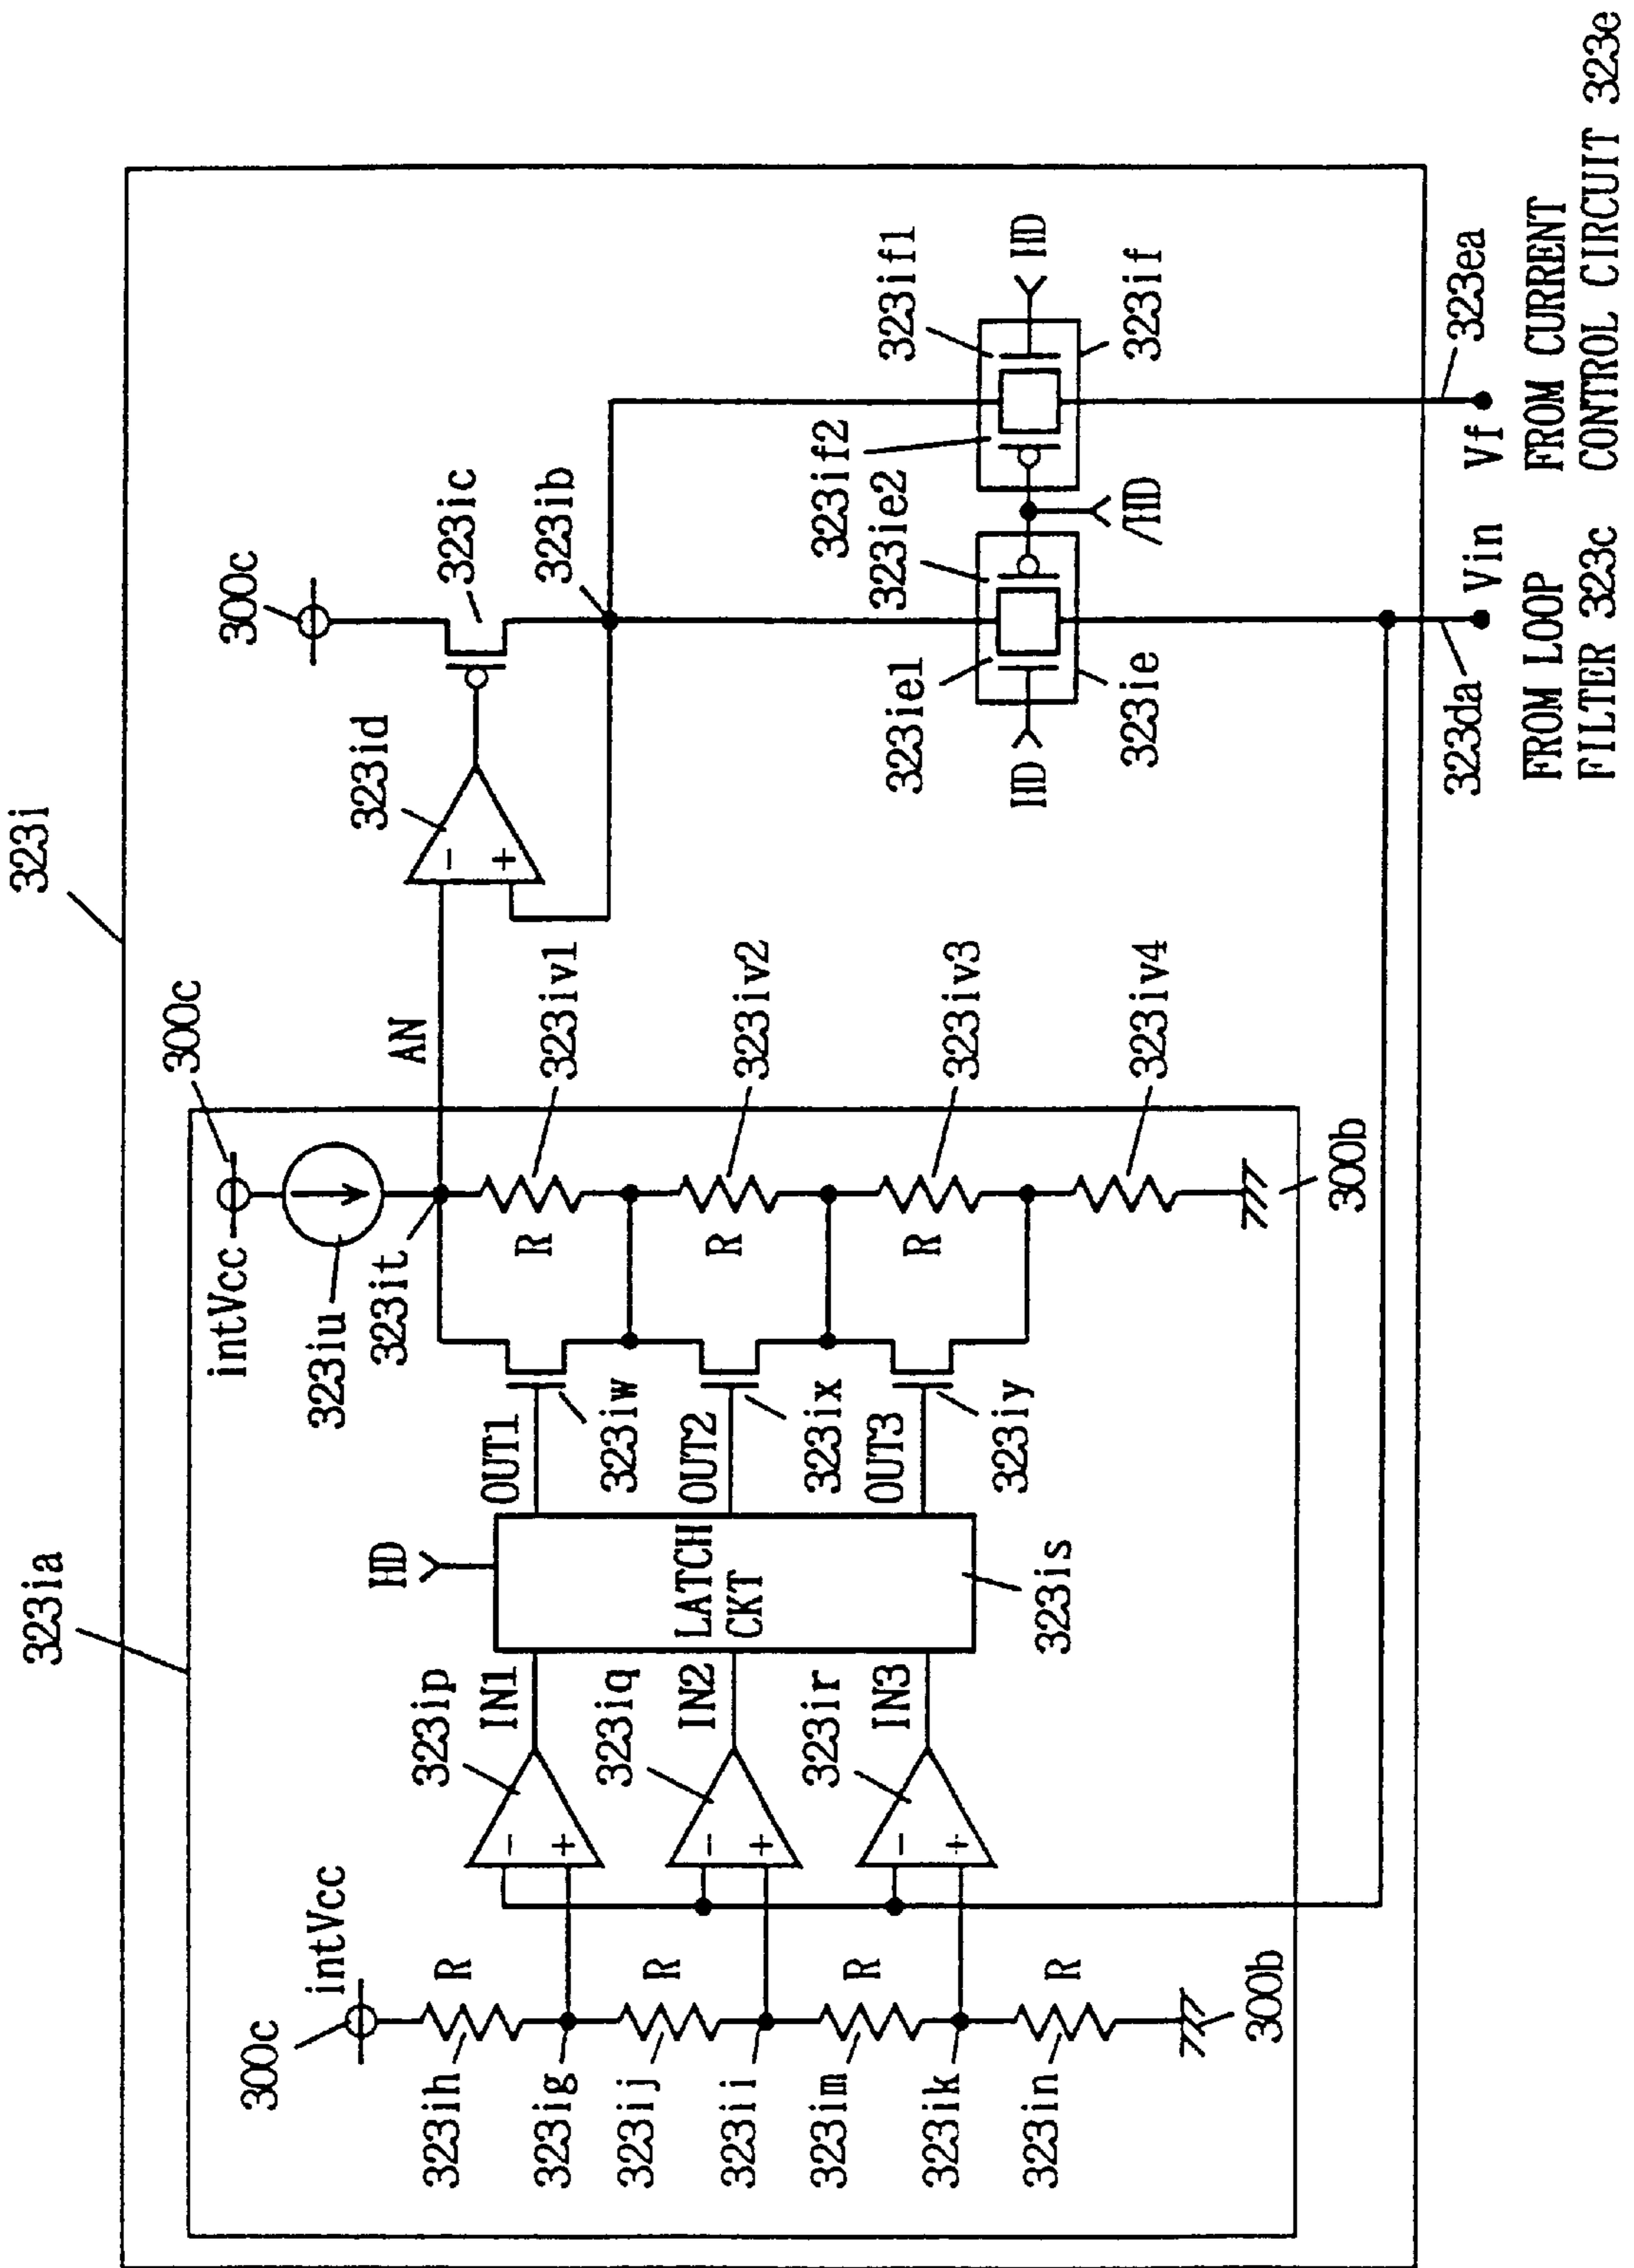 323i
323ia
300c
intVcc
300c
intVcc
323iu
323it
AN
300c
323ic
323id
323ib
HD
LATCH
CKT
323is
323ip
IN1
323iq
IN2
323ir
IN3
OUT1
323iw
OUT2
323ix
OUT3
323iy
323ih
R
323ig
323ij
R
323ii
323im
R
323ik
323in
R
300b
-
+
-
+
-
+
-
+
R
323iv1
R
323iv2
R
323iv3
323iv4
300b
323ie1
323ie2
323ie
HD
/HD
323if2
323if1
323if
HD
323da
Vin
Vf
323ea
FROM LOOP
FILTER 323c
FROM CURRENT
CONTROL CIRCUIT 323e